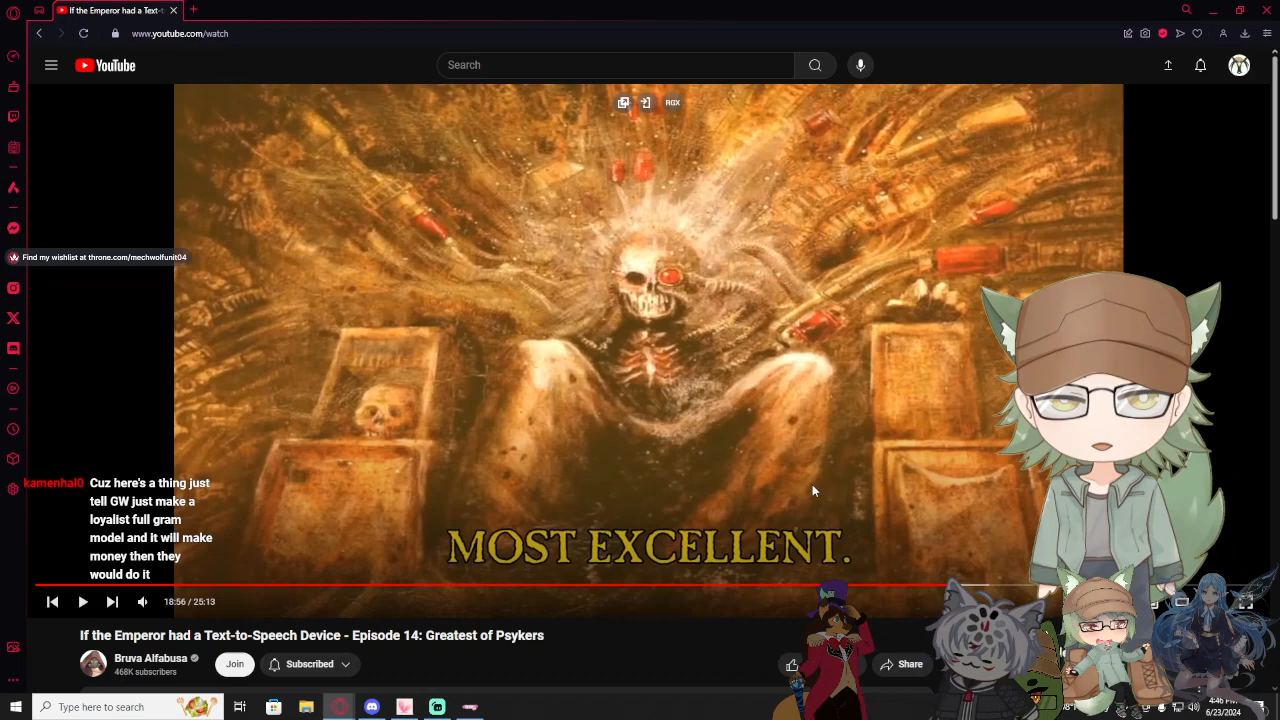 If the Emperor had a Text-t
www.youtube.com/watch
YouTube
Search
RGX
Find my wishlist at throne.com/mechwolfunit04
kamenhal0 Cuz here's a thing just
tell GW just make a
loyalist full gram
model and it will make
money then they
would do it
MOST EXCELLENT.
18:56 / 25:13
If the Emperor had a Text-to-Speech Device - Episode 14: Greatest of Psykers
Bruva Alfabusa
468K subscribers
Join
Subscribed
Share
Type here to search
4:46 PM
6/23/2024